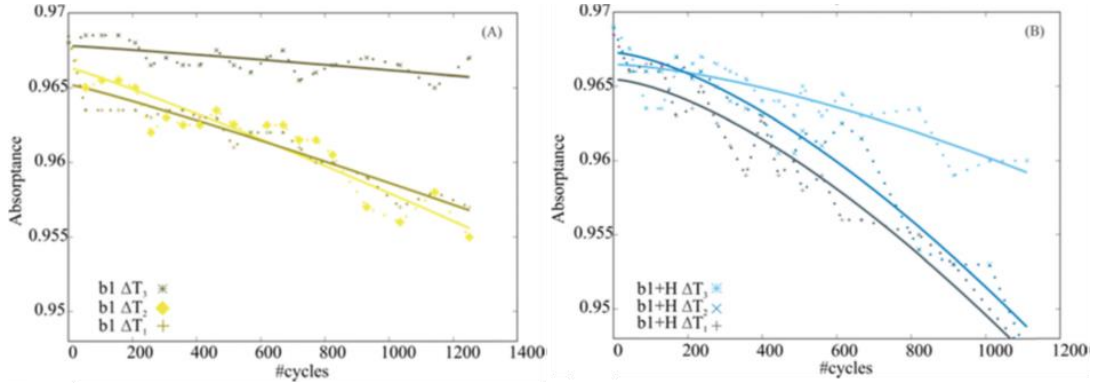 0.97
(A)
0.965
0.96
0.955
0.95
Absorptance
b1 ΔT₃
b1 ΔT₂
b1 ΔT₁
0 200 400 600 800 1000 1200 1400
#cycles
0.97
(B)
0.965
0.96
0.955
0.95
Absorptance
b1+H ΔT₃
b1+H ΔT₂
b1+H ΔT₁
0 200 400 600 800 1000 1200
#cycles